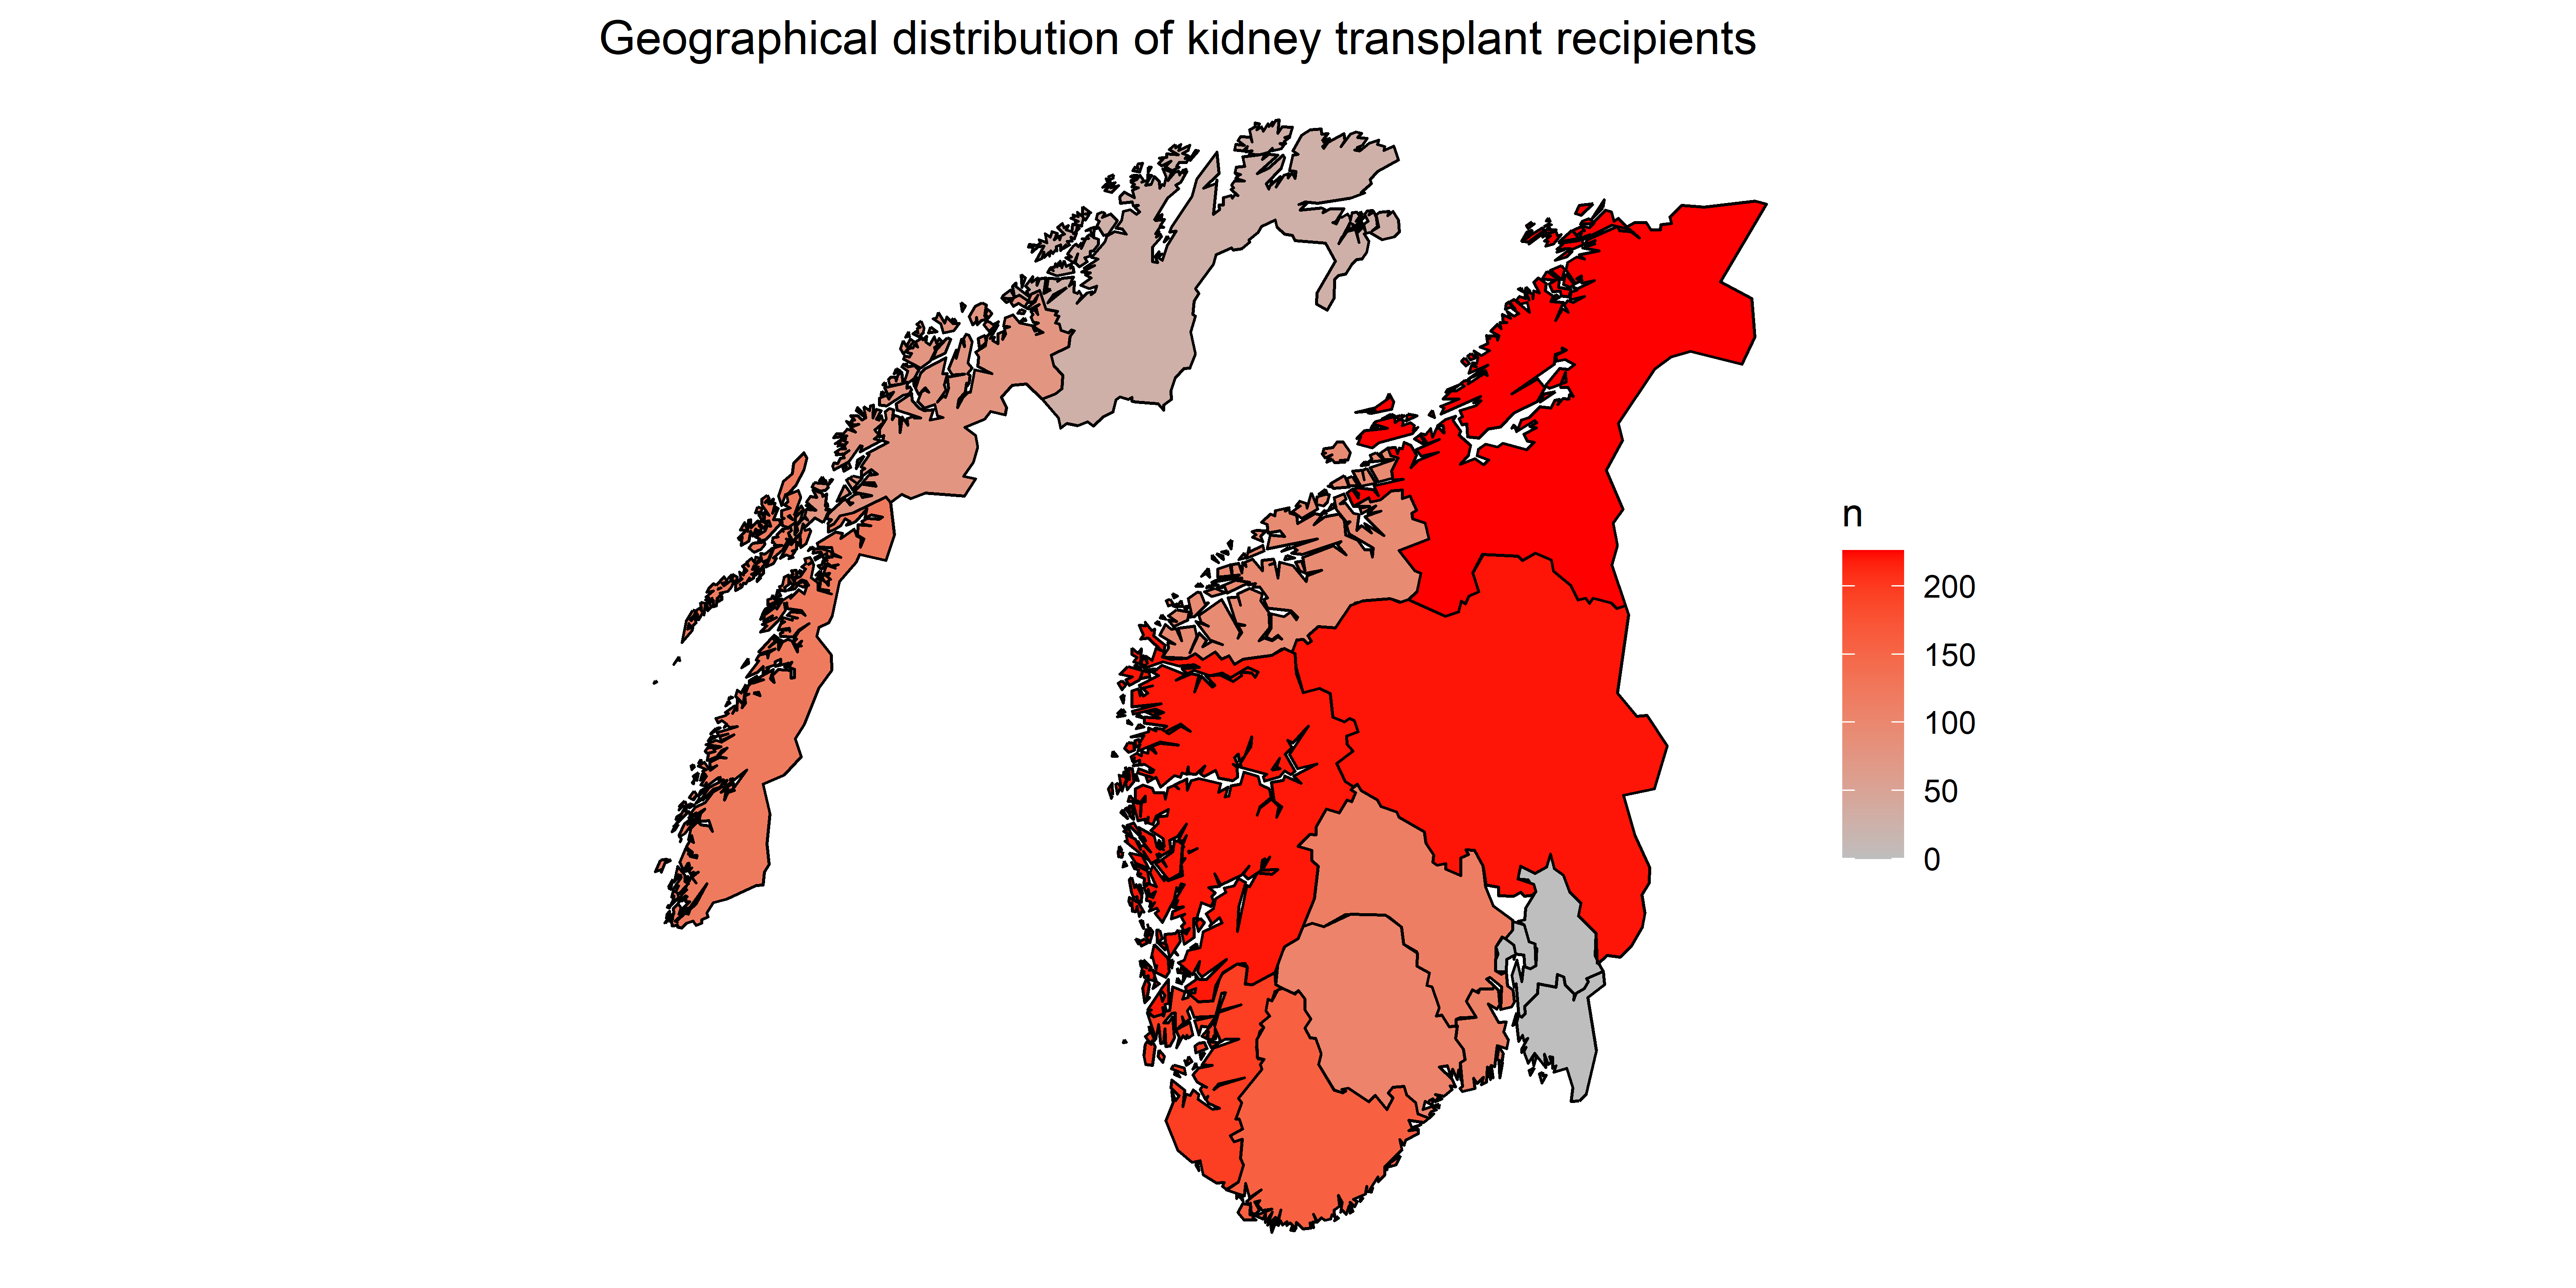 Geographical distribution of kidney transplant recipients
n
200
150
100
50
0